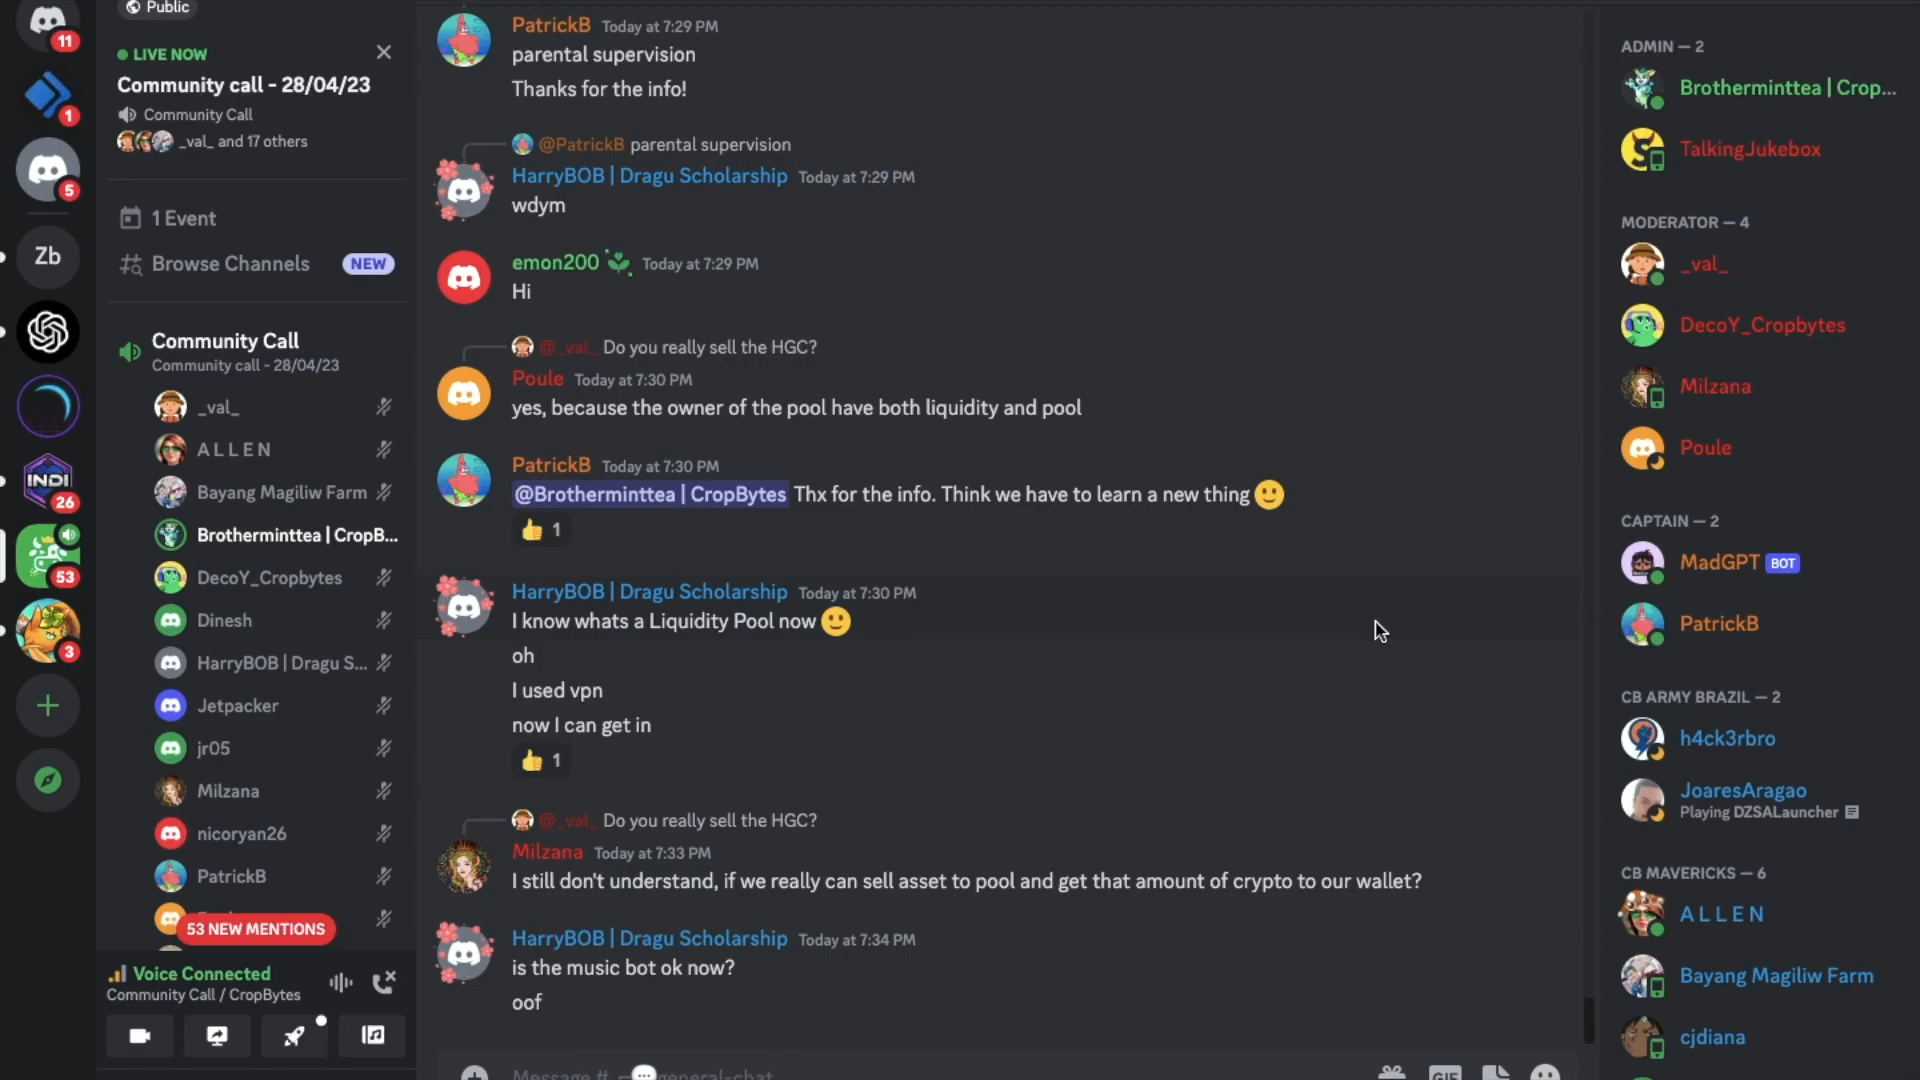 11
1
5
Zb
INDI
26
53
3
Public
LIVE NOW
Community call - 28/04/23
Community Call
_val_ and 17 others
1 Event
Browse Channels NEW
Community Call
Community call - 28/04/23
_val_
A L L E N
Bayang Magiliw Farm
Brotherminttea | CropB...
DecoY_Cropbytes
Dinesh
HarryBOB | Dragu S...
Jetpacker
jr05
Milzana
nicoryan26
PatrickB
53 NEW MENTIONS
Voice Connected
Community Call / CropBytes
PatrickB Today at 7:29 PM
parental supervision
Thanks for the info!
@PatrickB parental supervision
HarryBOB | Dragu Scholarship Today at 7:29 PM
wdym
emon200 Today at 7:29 PM
Hi
@_val_ Do you really sell the HGC?
Poule Today at 7:30 PM
yes, because the owner of the pool have both liquidity and pool
PatrickB Today at 7:30 PM
@Brotherminttea | CropBytes Thx for the info. Think we have to learn a new thing 🙂
👍 1
HarryBOB | Dragu Scholarship Today at 7:30 PM
I know whats a Liquidity Pool now 🙂
oh
I used vpn
now I can get in
👍 1
@_val_ Do you really sell the HGC?
Milzana Today at 7:33 PM
I still don't understand, if we really can sell asset to pool and get that amount of crypto to our wallet?
HarryBOB | Dragu Scholarship Today at 7:34 PM
is the music bot ok now?
oof
Message # general-chat
GIF
ADMIN — 2
Brotherminttea | Crop...
TalkingJukebox
MODERATOR — 4
_val_
DecoY_Cropbytes
Milzana
Poule
CAPTAIN — 2
MadGPT BOT
PatrickB
CB ARMY BRAZIL — 2
h4ck3rbro
JoaresAragao
Playing DZSALauncher
CB MAVERICKS — 6
A L L E N
Bayang Magiliw Farm
cjdiana